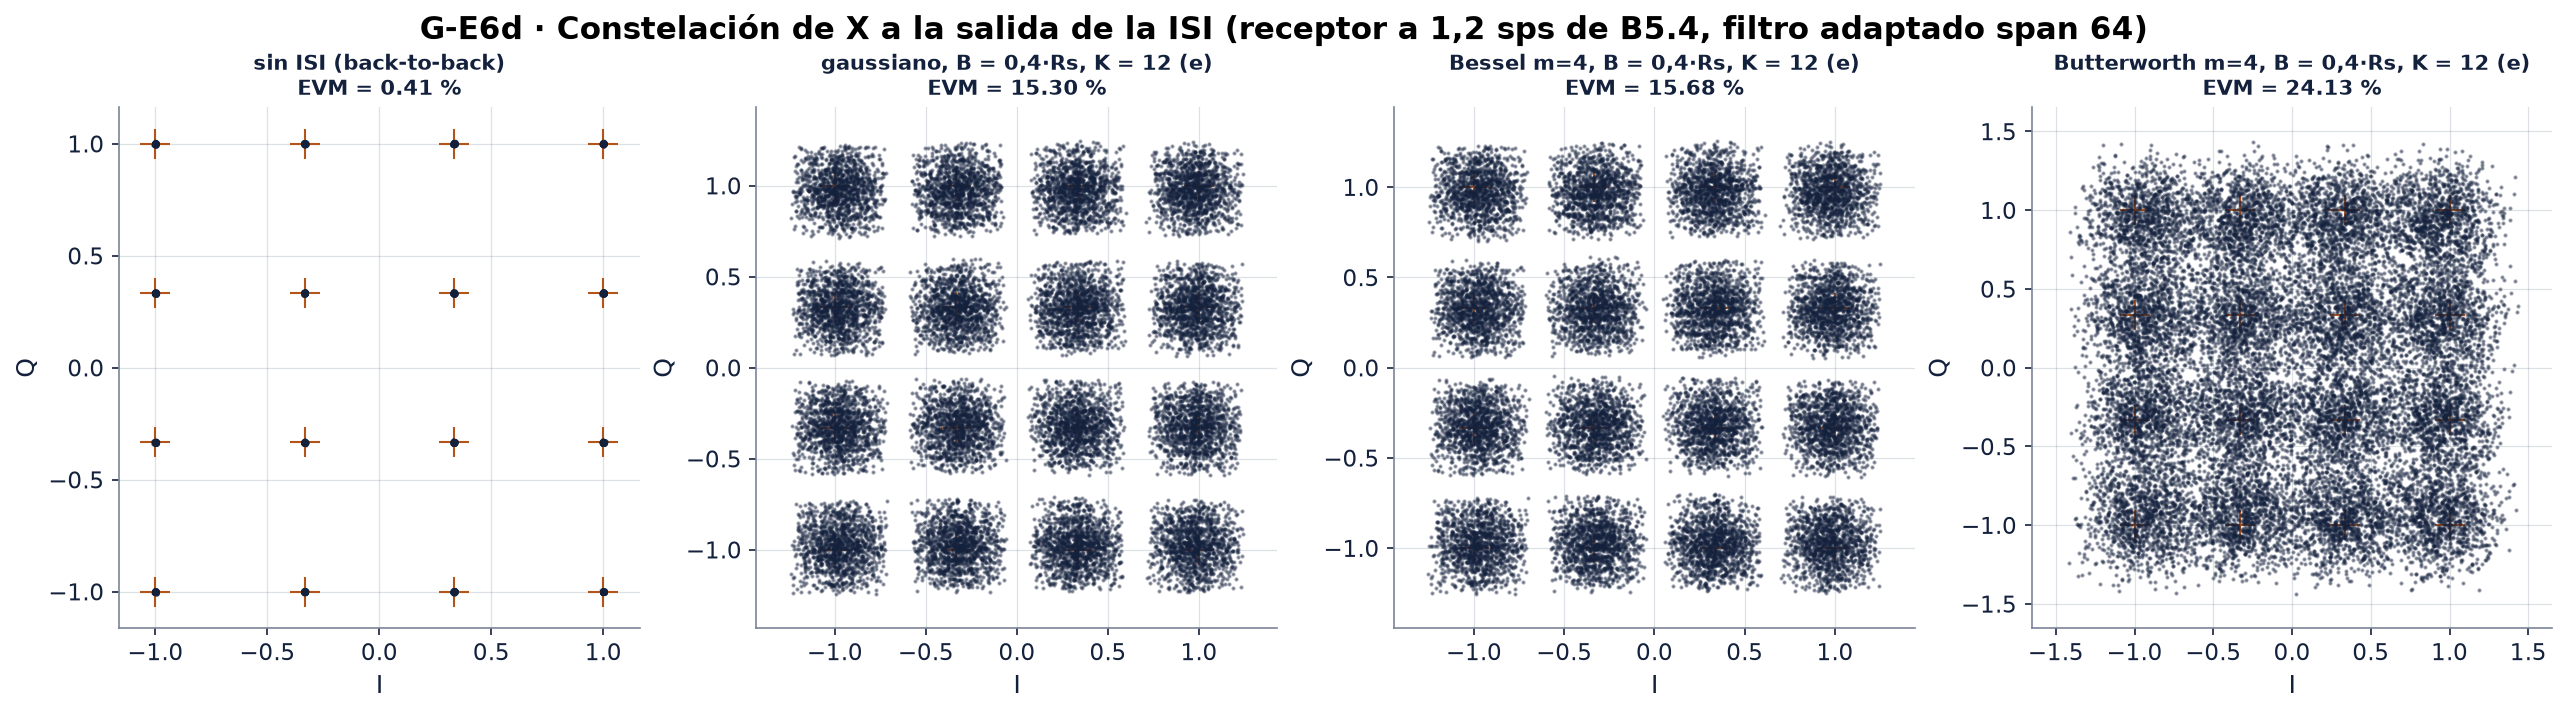 G-E6d · Constelación de X a la salida de la ISI (receptor a 1,2 sps de B5.4, filtro adaptado span 64)
sin ISI (back-to-back)
EVM = 0.41 %
1.0
0.5
0.0
−0.5
−1.0
Q
−1.0 −0.5 0.0 0.5 1.0
I
gaussiano, B = 0,4·Rs, K = 12 (e)
EVM = 15.30 %
1.0
0.5
0.0
−0.5
−1.0
Q
−1.0 −0.5 0.0 0.5 1.0
I
Bessel m=4, B = 0,4·Rs, K = 12 (e)
EVM = 15.68 %
1.0
0.5
0.0
−0.5
−1.0
Q
−1.0 −0.5 0.0 0.5 1.0
I
Butterworth m=4, B = 0,4·Rs, K = 12 (e)
EVM = 24.13 %
1.5
1.0
0.5
0.0
−0.5
−1.0
−1.5
Q
−1.5 −1.0 −0.5 0.0 0.5 1.0 1.5
I